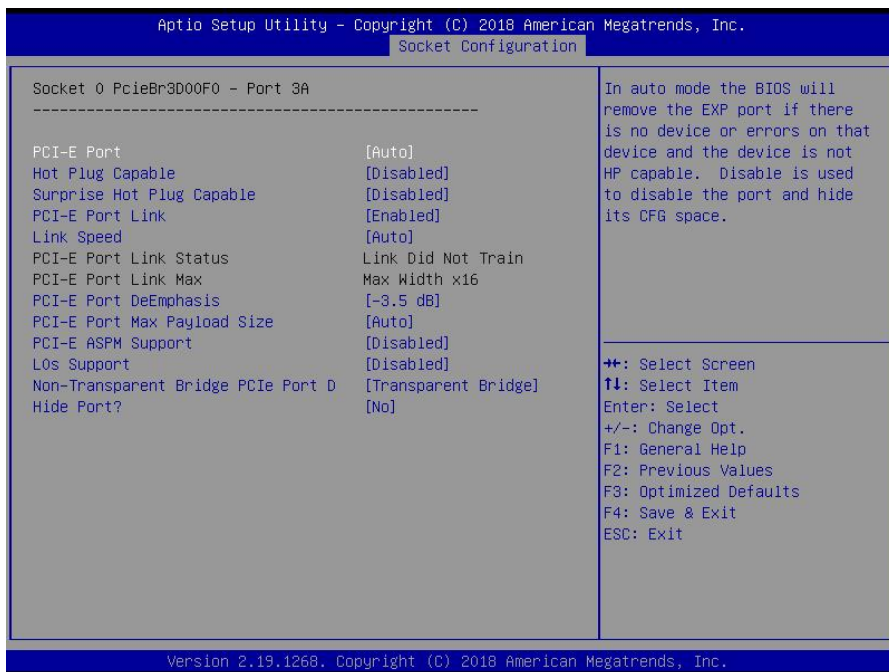 Aptio Setup Utility – Copyright (C) 2018 American Megatrends, Inc.
Socket Configuration
Socket 0 PcieBr3D00F0 - Port 3A
--------------------------------------------------
PCI-E Port [Auto]
Hot Plug Capable [Disabled]
Surprise Hot Plug Capable [Disabled]
PCI-E Port Link [Enabled]
Link Speed [Auto]
PCI-E Port Link Status Link Did Not Train
PCI-E Port Link Max Max Width x16
PCI-E Port DeEmphasis [-3.5 dB]
PCI-E Port Max Payload Size [Auto]
PCI-E ASPM Support [Disabled]
L0s Support [Disabled]
Non-Transparent Bridge PCIe Port D [Transparent Bridge]
Hide Port? [No]
In auto mode the BIOS will
remove the EXP port if there
is no device or errors on that
device and the device is not
HP capable. Disable is used
to disable the port and hide
its CFG space.
→←: Select Screen
↑↓: Select Item
Enter: Select
+/-: Change Opt.
F1: General Help
F2: Previous Values
F3: Optimized Defaults
F4: Save & Exit
ESC: Exit
Version 2.19.1268. Copyright (C) 2018 American Megatrends, Inc.